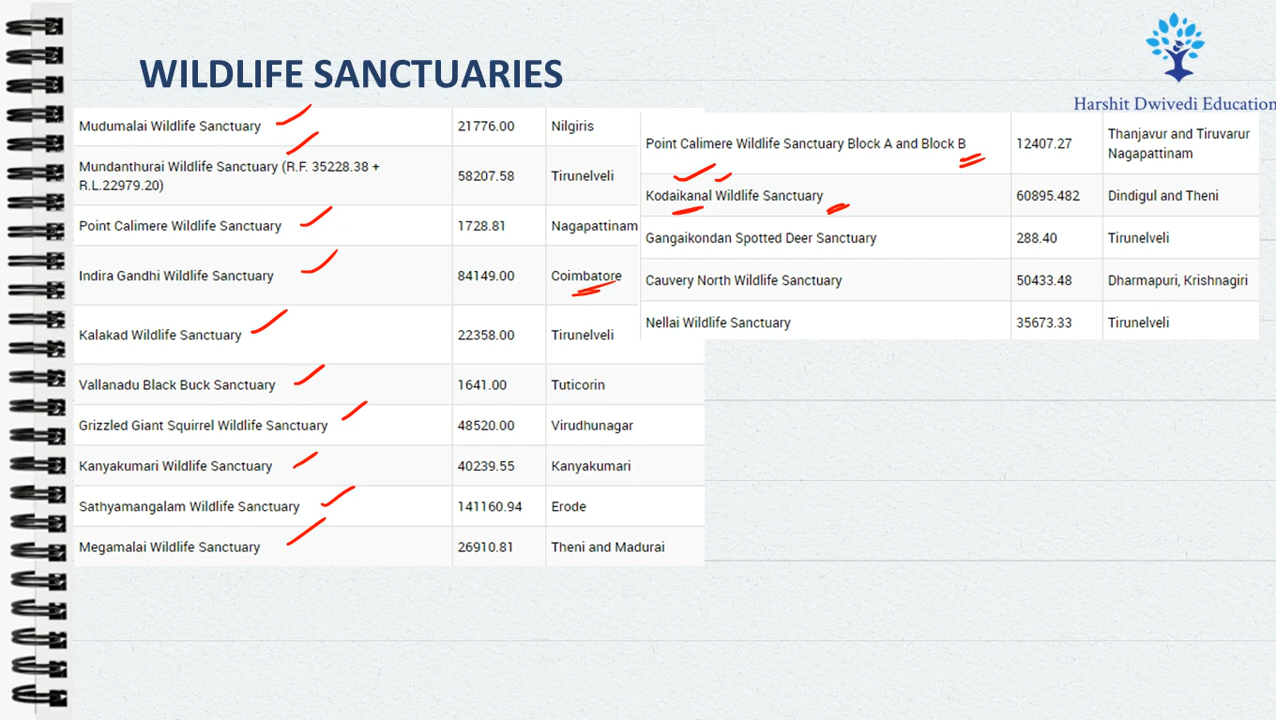 WILDLIFE SANCTUARIES
Harshit Dwivedi Education
Mudumalai Wildlife Sanctuary 21776.00 Nilgiris
Mundanthurai Wildlife Sanctuary (R.F. 35228.38 +
R.L.22979.20) 58207.58 Tirunelveli
Point Calimere Wildlife Sanctuary 1728.81 Nagapattinam
Indira Gandhi Wildlife Sanctuary 84149.00 Coimbatore
Kalakad Wildlife Sanctuary 22358.00 Tirunelveli
Vallanadu Black Buck Sanctuary 1641.00 Tuticorin
Grizzled Giant Squirrel Wildlife Sanctuary 48520.00 Virudhunagar
Kanyakumari Wildlife Sanctuary 40239.55 Kanyakumari
Sathyamangalam Wildlife Sanctuary 141160.94 Erode
Megamalai Wildlife Sanctuary 26910.81 Theni and Madurai
Point Calimere Wildlife Sanctuary Block A and Block B 12407.27 Thanjavur and Tiruvarur
Nagapattinam
Kodaikanal Wildlife Sanctuary 60895.482 Dindigul and Theni
Gangaikondan Spotted Deer Sanctuary 288.40 Tirunelveli
Cauvery North Wildlife Sanctuary 50433.48 Dharmapuri, Krishnagiri
Nellai Wildlife Sanctuary 35673.33 Tirunelveli